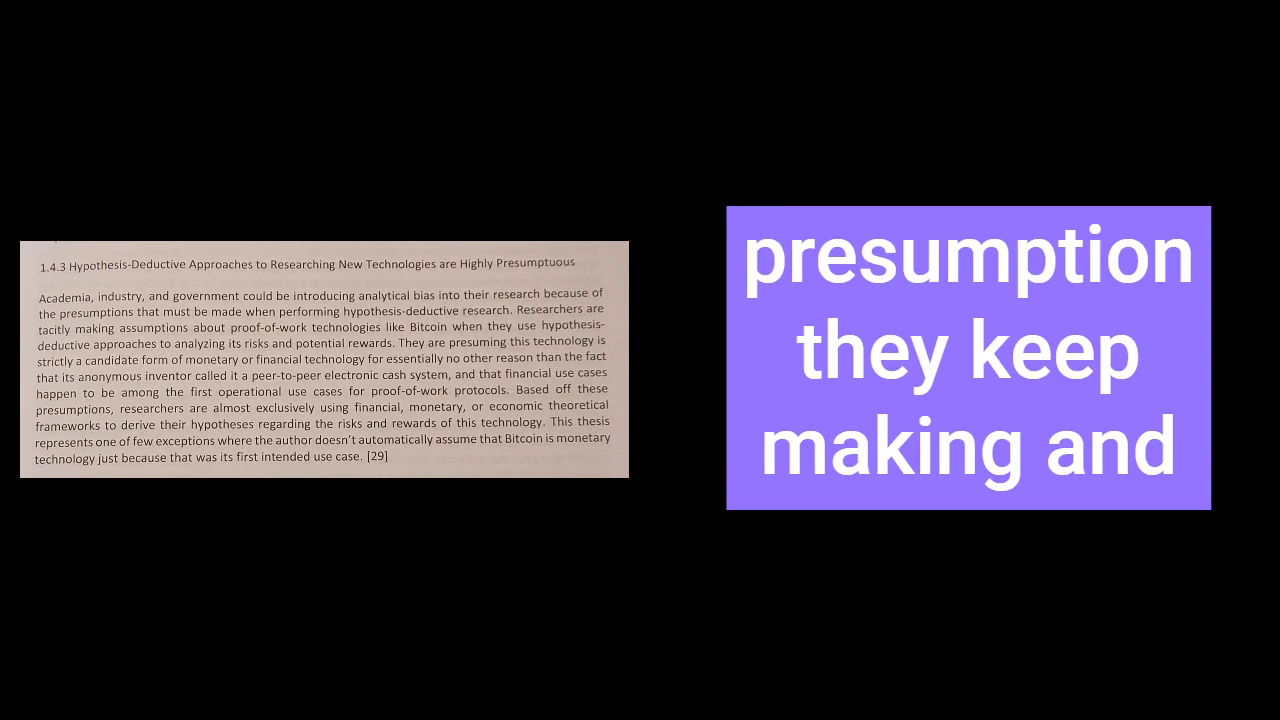 1.4.3 Hypothesis-Deductive Approaches to Researching New Technologies are Highly Presumptuous
Academia, industry, and government could be introducing analytical bias into their research because of
the presumptions that must be made when performing hypothesis-deductive research. Researchers are
tacitly making assumptions about proof-of-work technologies like Bitcoin when they use hypothesis-
deductive approaches to analyzing its risks and potential rewards. They are presuming this technology is
strictly a candidate form of monetary or financial technology for essentially no other reason than the fact
that its anonymous inventor called it a peer-to-peer electronic cash system, and that financial use cases
happen to be among the first operational use cases for proof-of-work protocols. Based off these
presumptions, researchers are almost exclusively using financial, monetary, or economic theoretical
frameworks to derive their hypotheses regarding the risks and rewards of this technology. This thesis
represents one of few exceptions where the author doesn't automatically assume that Bitcoin is monetary
technology just because that was its first intended use case. [29]
presumption
they keep
making and